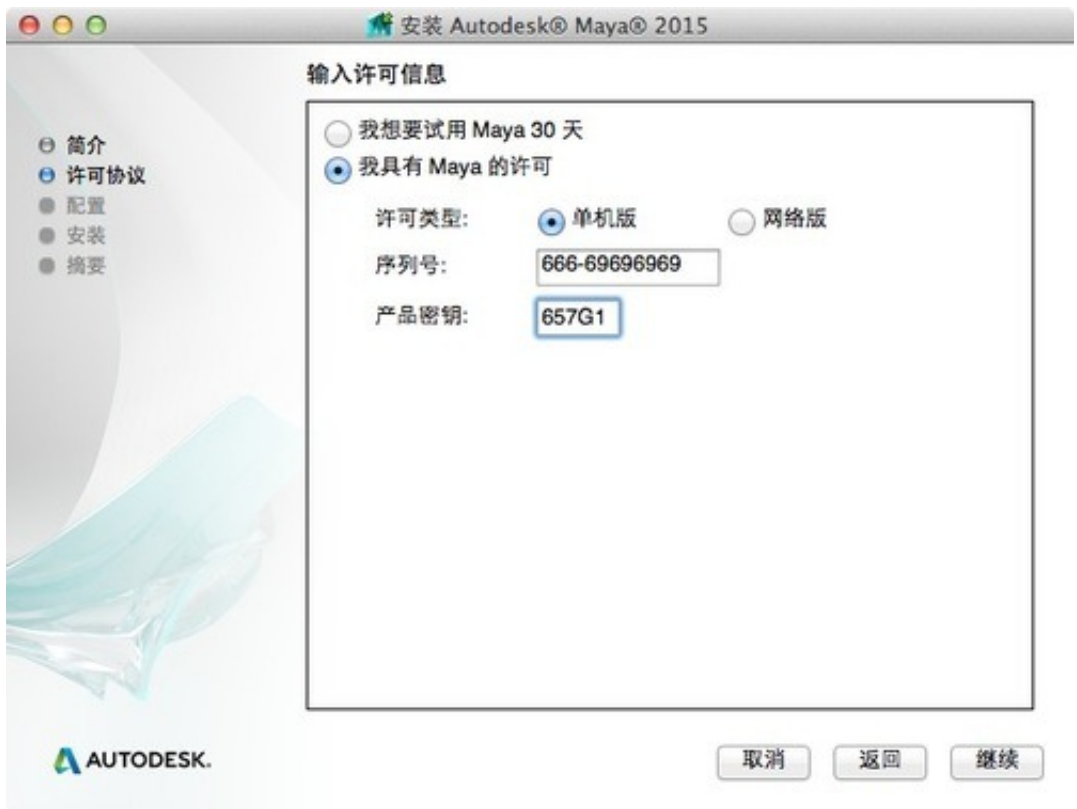 安装 Autodesk® Maya® 2015
输入许可信息
简介
许可协议
配置
安装
摘要
我想要试用 Maya 30 天
我具有 Maya 的许可
许可类型: 单机版 网络版
序列号: 666-69696969
产品密钥: 657G1
AUTODESK.
取消 返回 继续